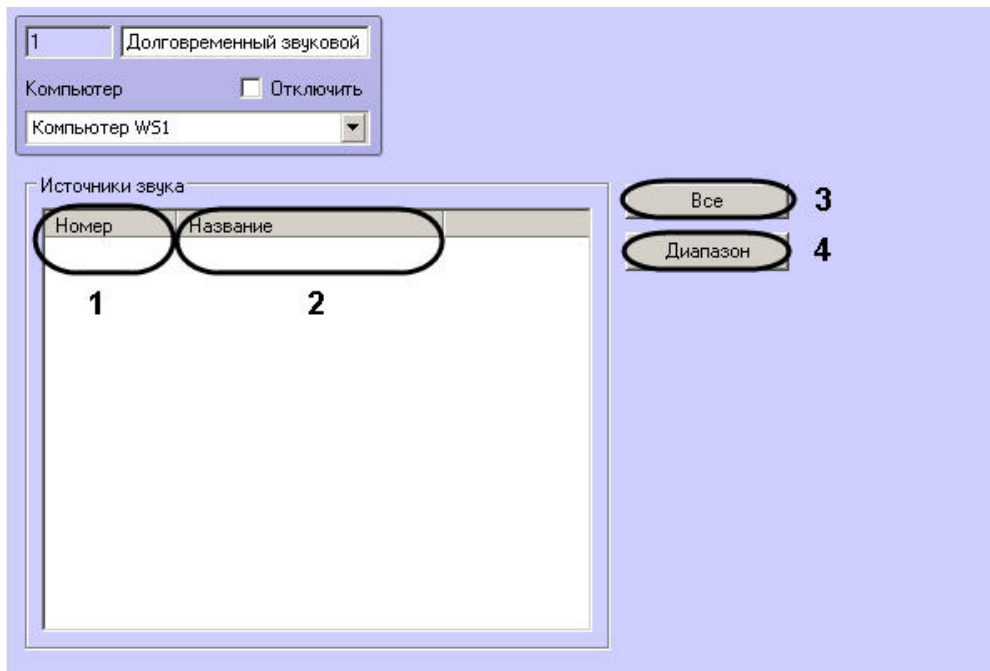 1 Долговременный звуковой
Компьютер Отключить
Компьютер WS1
Источники звука
Номер Название
Все 3
Диапазон 4
1 2